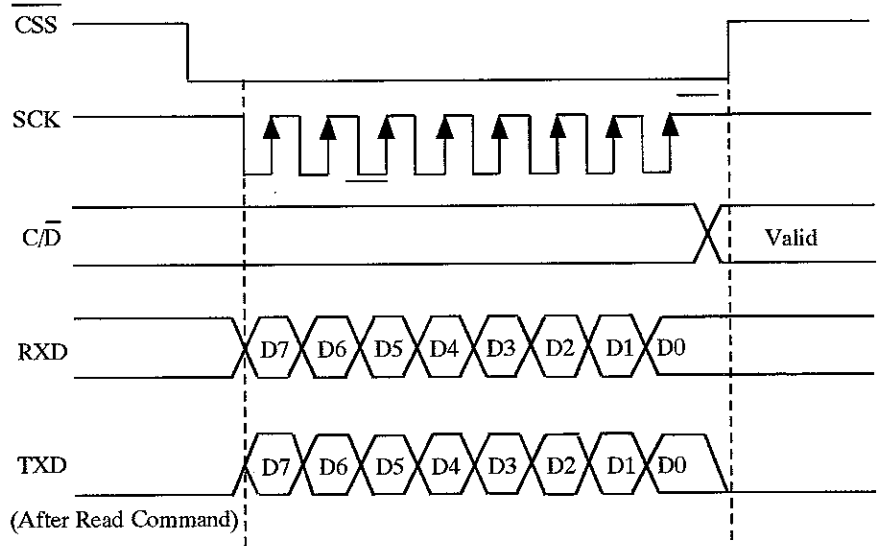 CSS
SCK
C/D Valid
RXD D7 D6 D5 D4 D3 D2 D1 D0
TXD D7 D6 D5 D4 D3 D2 D1 D0
(After Read Command)